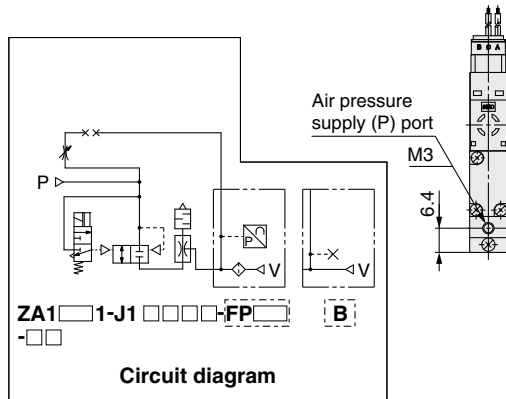 B C A
Air pressure
supply (P) port
M3
6.4
P
P
V
V
ZA1□1-J1□□□□-FP□
B
-□□
Circuit diagram